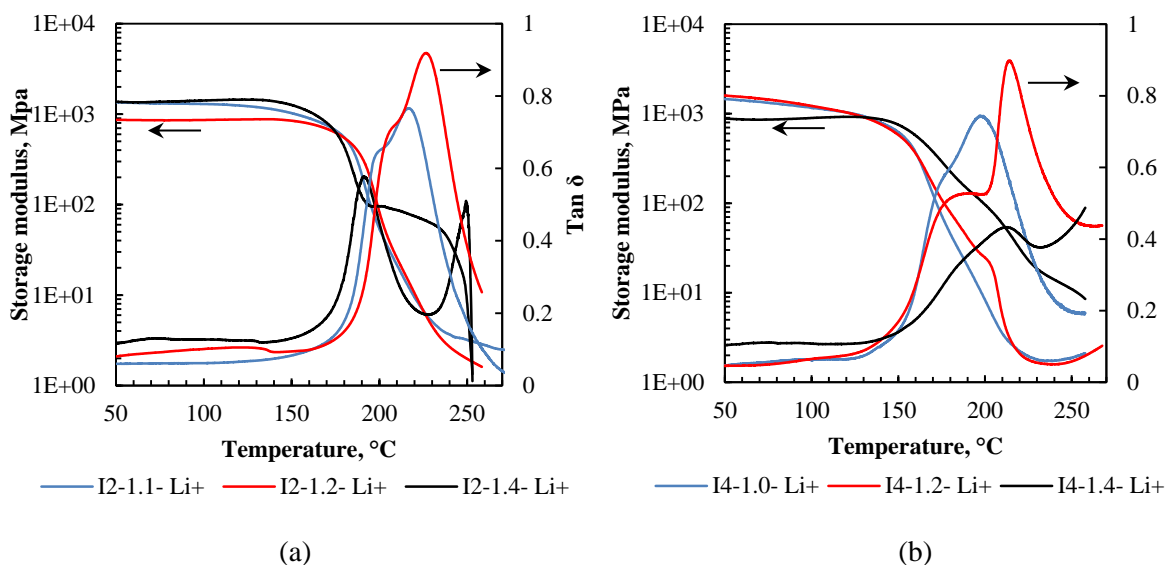 1E+04
1E+03
1E+02
1E+01
1E+00
Storage modulus, Mpa
1
0.8
0.6
0.4
0.2
0
Tan δ
50 100 150 200 250
Temperature, °C
I2-1.1- Li+ I2-1.2- Li+ I2-1.4- Li+
(a)
1E+04
1E+03
1E+02
1E+01
1E+00
Storage modulus, MPa
1
0.8
0.6
0.4
0.2
0
50 100 150 200 250
Temperature, °C
I4-1.0- Li+ I4-1.2- Li+ I4-1.4- Li+
(b)